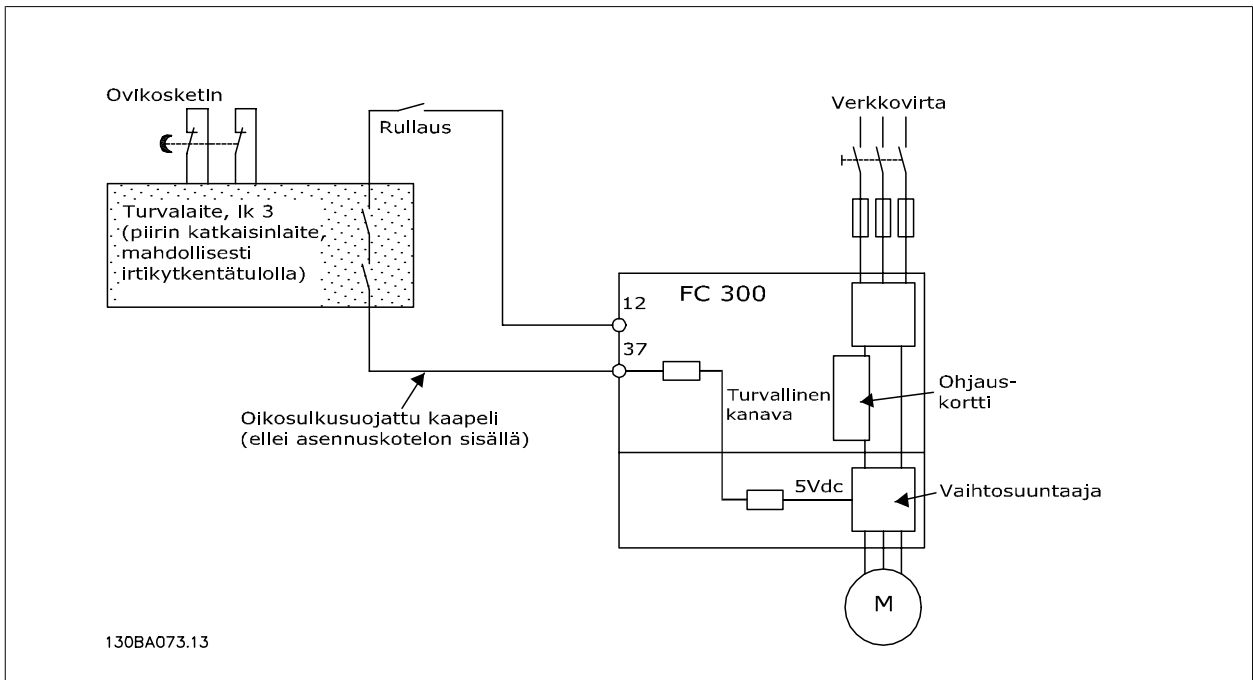 Ovikosketin
Rullaus
Verkkovirta
Turvalaite, lk 3
(piirin katkaisinlaite,
mahdollisesti
irtikytkentätulolla)
FC 300
12
37
Turvallinen
kanava
Ohjaus-
kortti
Oikosulkusuojattu kaapeli
(ellei asennuskotelon sisällä)
5Vdc
Vaihtosuuntaaja
M
130BA073.13